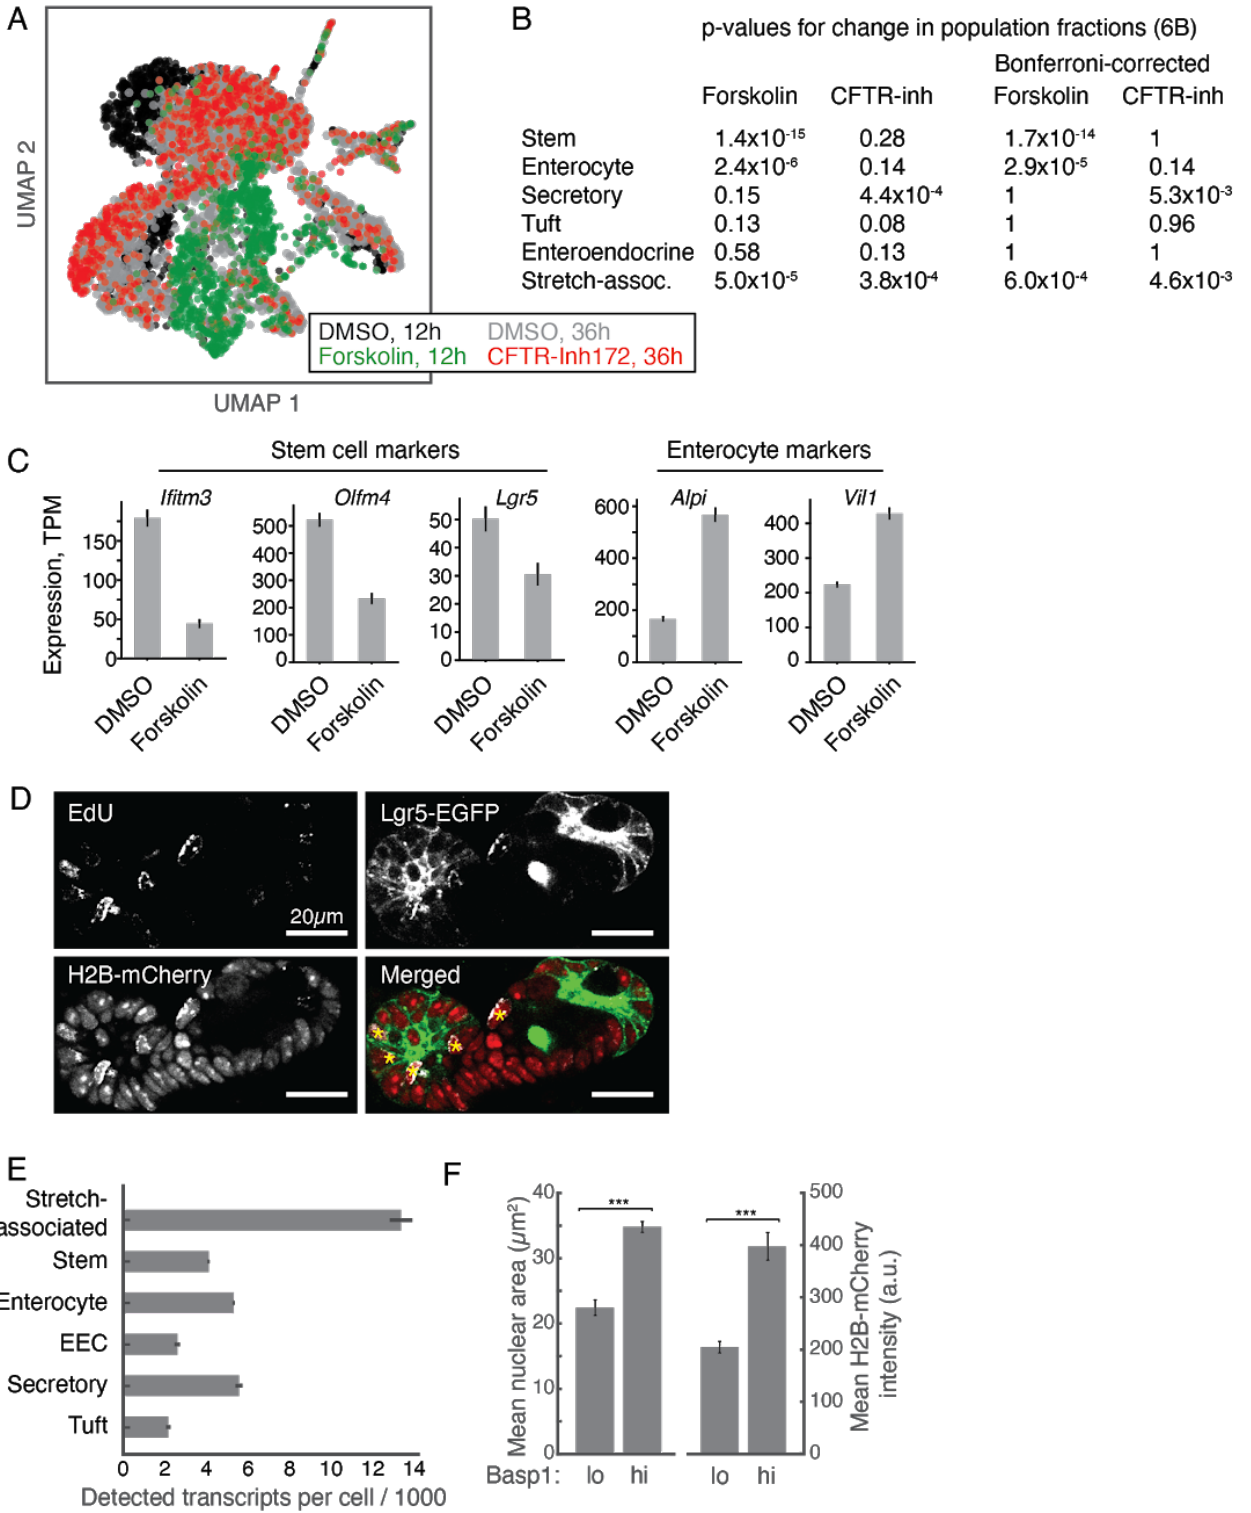 A
UMAP 2
UMAP 1
DMSO, 12h DMSO, 36h
Forskolin, 12h CFTR-Inh172, 36h
B
p-values for change in population fractions (6B)
Bonferroni-corrected
Forskolin CFTR-inh Forskolin CFTR-inh
Stem 1.4x10⁻¹⁵ 0.28 1.7x10⁻¹⁴ 1
Enterocyte 2.4x10⁻⁶ 0.14 2.9x10⁻⁵ 0.14
Secretory 0.15 4.4x10⁻⁴ 1 5.3x10⁻³
Tuft 0.13 0.08 1 0.96
Enteroendocrine 0.58 0.13 1 1
Stretch-assoc. 5.0x10⁻⁵ 3.8x10⁻⁴ 6.0x10⁻⁴ 4.6x10⁻³
C
Stem cell markers
Enterocyte markers
Expression, TPM
Ifitm3
150
100
50
0
DMSO
Forskolin
Olfm4
500
400
300
200
100
0
DMSO
Forskolin
Lgr5
50
40
30
20
10
0
DMSO
Forskolin
Alpi
600
400
200
0
DMSO
Forskolin
Vil1
400
300
200
100
0
DMSO
Forskolin
D
EdU
20µm
Lgr5-EGFP
H2B-mCherry
Merged
E
Stretch-
associated
Stem
Enterocyte
EEC
Secretory
Tuft
0 2 4 6 8 10 12 14
Detected transcripts per cell / 1000
F
Mean nuclear area (µm²)
40
30
20
10
0
***
***
500
400
300
200
100
0
Mean H2B-mCherry
intensity (a.u.)
Basp1: lo hi lo hi